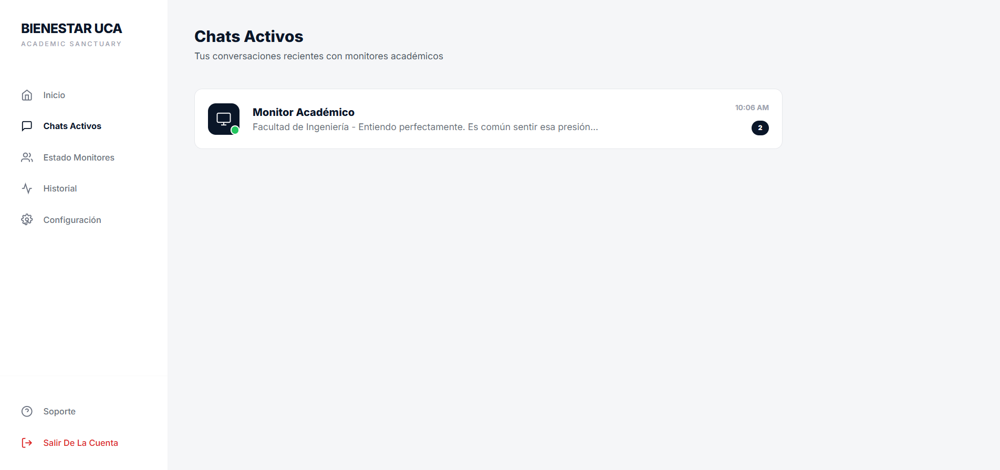 BIENESTAR UCA
ACADEMIC SANCTUARY
Inicio
Chats Activos
Estado Monitores
Historial
Configuración
Soporte
Salir De La Cuenta
Chats Activos
Tus conversaciones recientes con monitores académicos
Monitor Académico
10:06 AM
Facultad de Ingeniería - Entiendo perfectamente. Es común sentir esa presión...
2